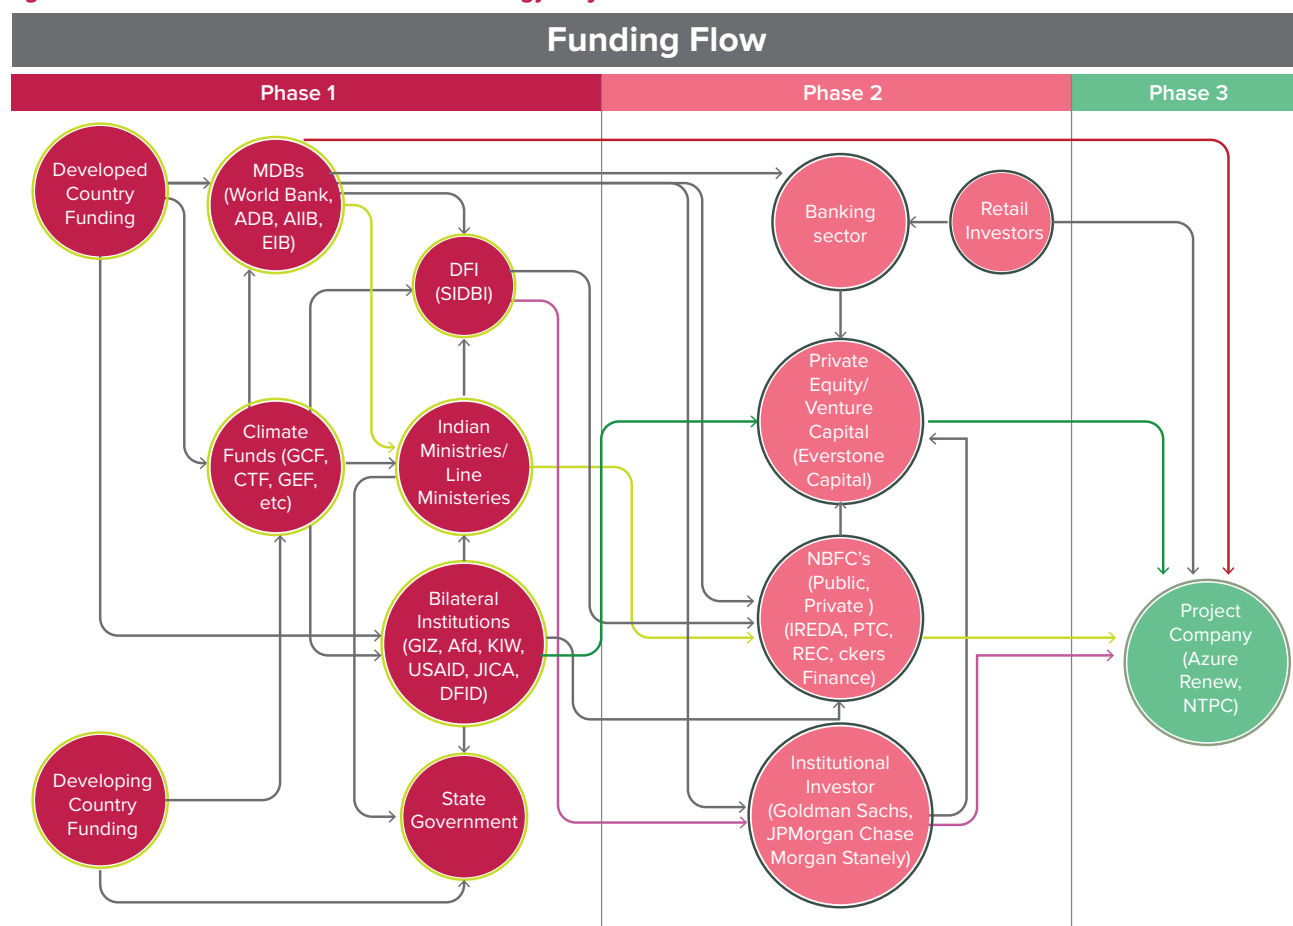 Funding Flow
Phase 1
Phase 2
Phase 3
Developed
Country
Funding
MDBs
(World Bank,
ADB, AIIB,
EIB)
DFI
(SIDBI)
Climate
Funds (GCF,
CTF, GEF,
etc)
Indian
Ministries/
Line
Ministeries
Bilateral
Institutions
(GIZ, Afd, KIW,
USAID, JICA,
DFID)
Developing
Country
Funding
State
Government
Banking
sector
Retail
Investors
Private
Equity/
Venture
Capital
(Everstone
Capital)
NBFC's
(Public,
Private )
(IREDA, PTC,
REC, ckers
Finance)
Institutional
Investor
(Goldman Sachs,
JPMorgan Chase
Morgan Stanely)
Project
Company
(Azure
Renew,
NTPC)